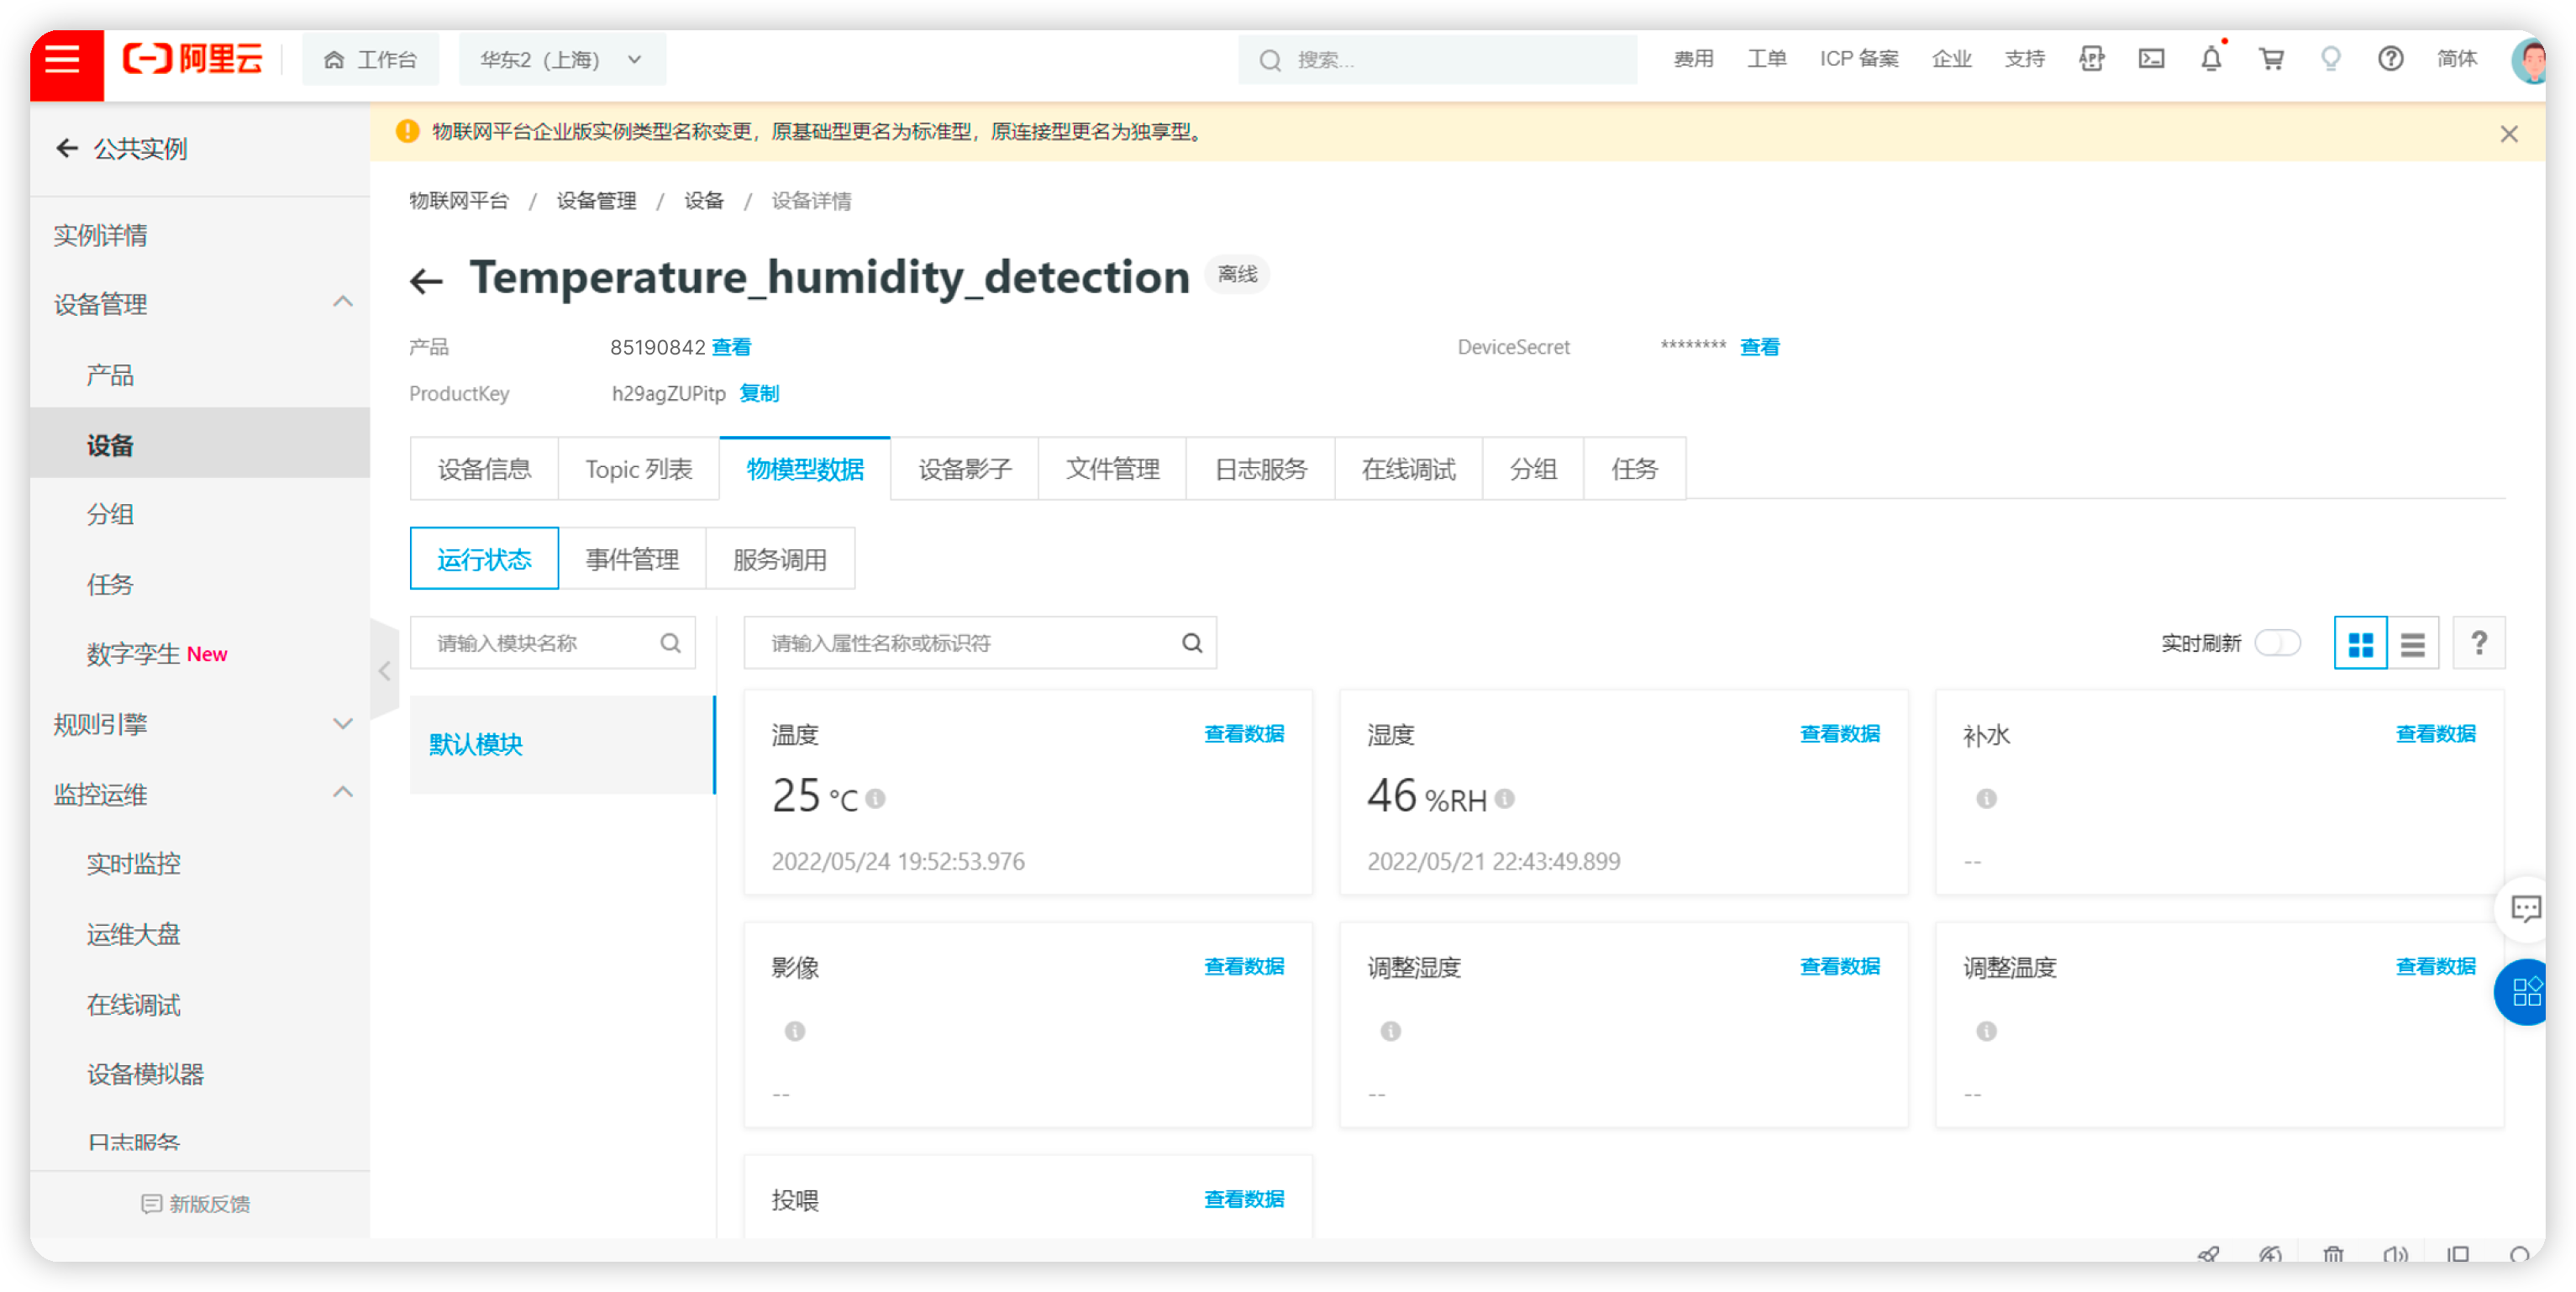 阿里云
工作台
华东2（上海）
搜索...
费用
工单
ICP 备案
企业
支持
APP
简体
公共实例
实例详情
设备管理
产品
设备
分组
任务
数字孪生 New
规则引擎
监控运维
实时监控
运维大盘
在线调试
设备模拟器
日志服务
新版反馈
物联网平台企业版实例类型名称变更，原基础型更名为标准型，原连接型更名为独享型。
物联网平台 / 设备管理 / 设备 / 设备详情
Temperature_humidity_detection 离线
产品 85190842 查看
DeviceSecret ******** 查看
ProductKey h29agZUPitp 复制
设备信息
Topic 列表
物模型数据
设备影子
文件管理
日志服务
在线调试
分组
任务
运行状态
事件管理
服务调用
请输入模块名称
请输入属性名称或标识符
实时刷新
?
默认模块
温度 查看数据
25 °C
2022/05/24 19:52:53.976
湿度 查看数据
46 %RH
2022/05/21 22:43:49.899
补水 查看数据
--
影像 查看数据
--
调整湿度 查看数据
--
调整温度 查看数据
--
投喂 查看数据